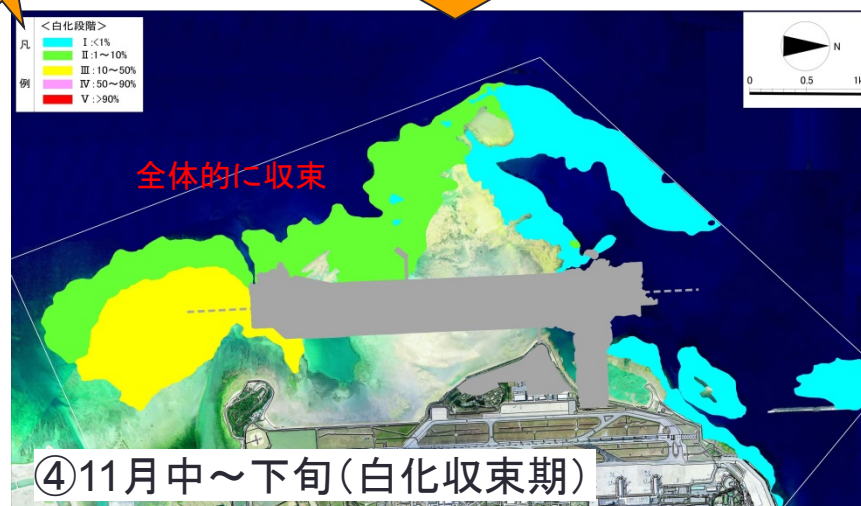 <白化段階>
凡例
Ⅰ:<1%
Ⅱ:1~10%
Ⅲ:10~50%
Ⅳ:50~90%
Ⅴ:>90%
N
0 0.5 1k
全体的に収束
④11月中~下旬(白化収束期)